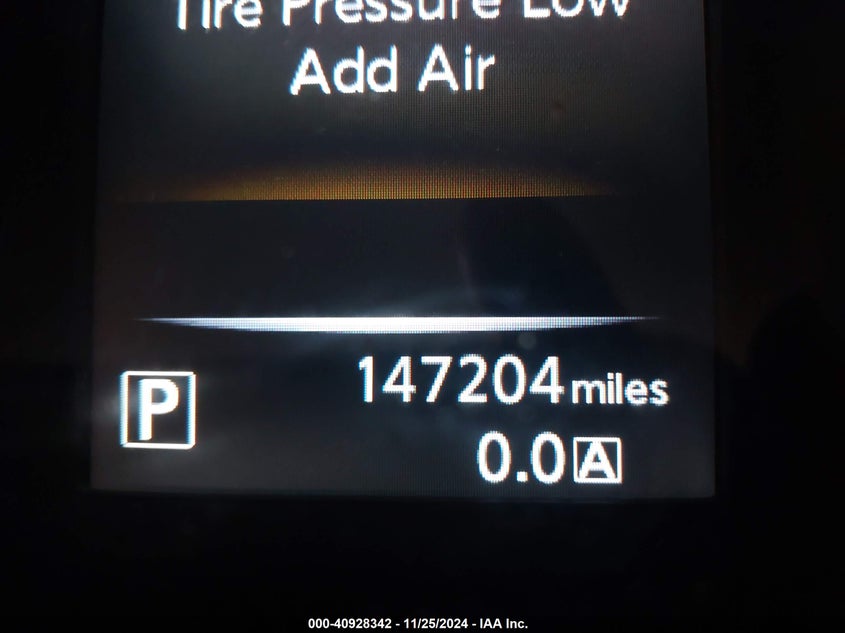 Tire Pressure Low
Add Air
147204 miles
P
0.0 A
000-40928342 - 11/25/2024 - IAA Inc.